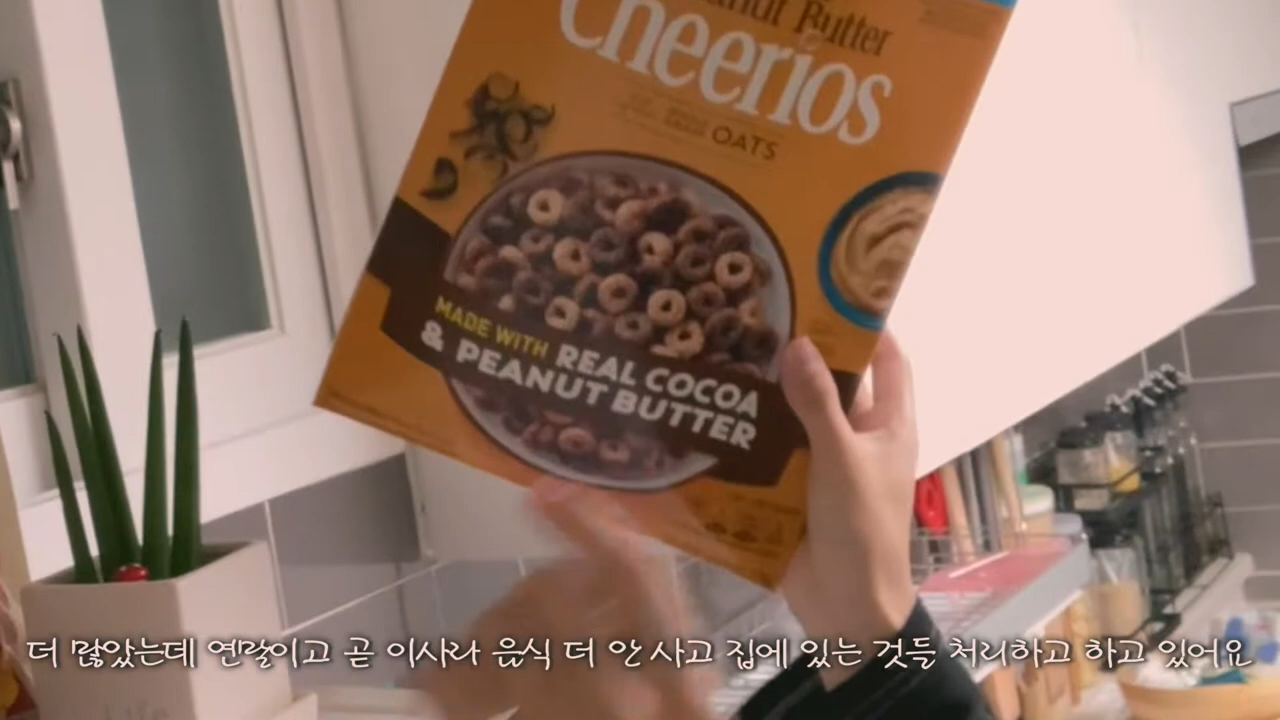 Butter
Cheerios
OATS
MADE WITH REAL COCOA
& PEANUT BUTTER
더 많았는데 연말이고 곧 이사라 음식 더 안 사고 집에 있는 것들 처리하고 하고 있어요